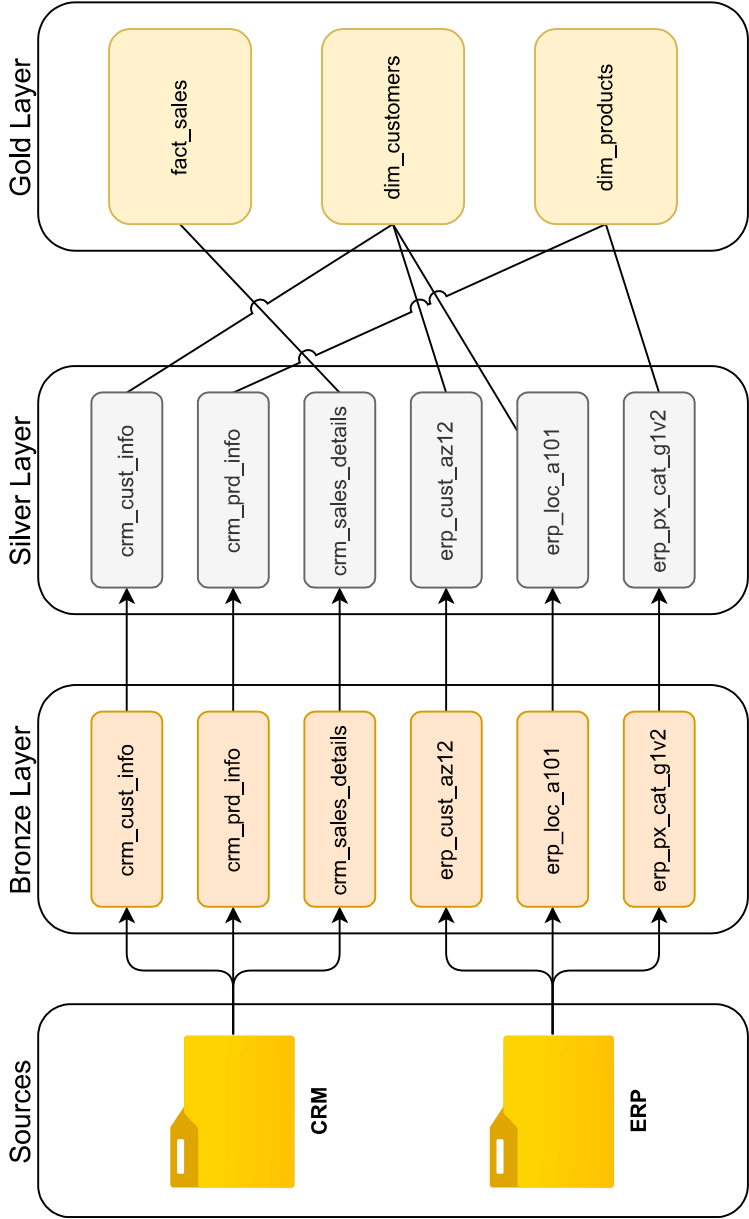 Sources
CRM
ERP
Bronze Layer
crm_cust_info
crm_prd_info
crm_sales_details
erp_cust_az12
erp_loc_a101
erp_px_cat_g1v2
Silver Layer
crm_cust_info
crm_prd_info
crm_sales_details
erp_cust_az12
erp_loc_a101
erp_px_cat_g1v2
Gold Layer
fact_sales
dim_customers
dim_products